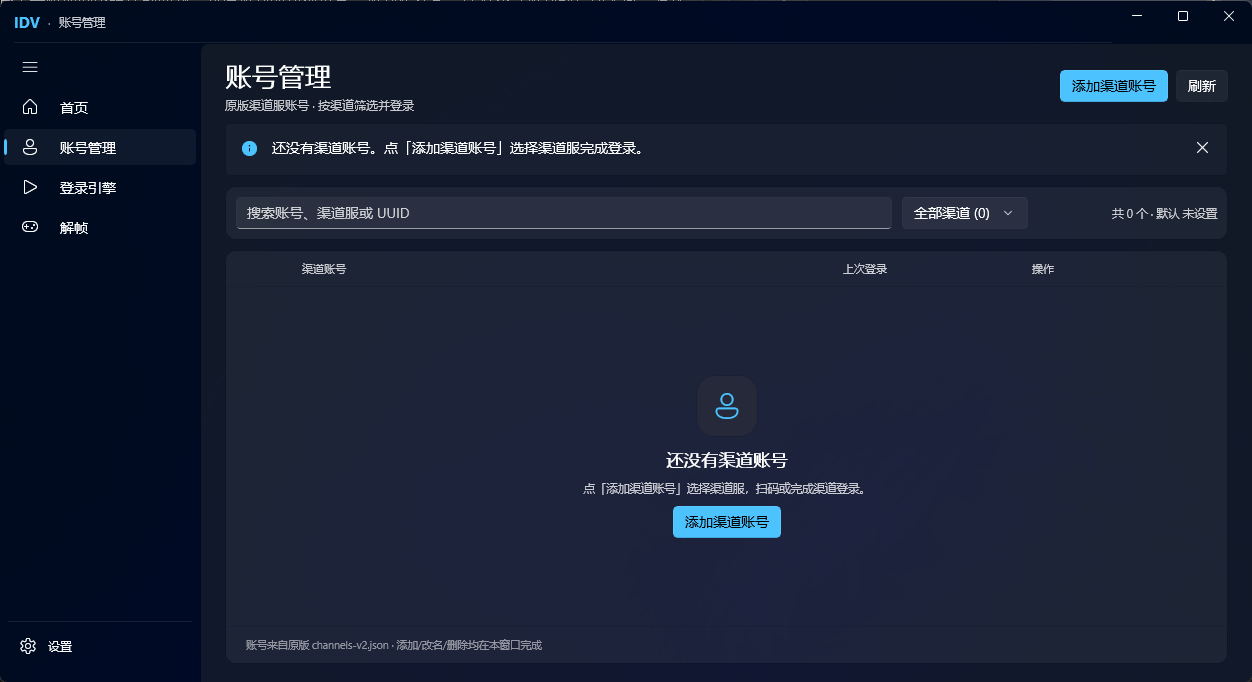 IDV · 账号管理
首页
账号管理
登录引擎
解帧
设置
账号管理
原版渠道服账号 · 按渠道筛选并登录
添加渠道账号
刷新
还没有渠道账号。点「添加渠道账号」选择渠道服完成登录。
搜索账号、渠道服或 UUID
全部渠道 (0)
共 0 个 · 默认 未设置
渠道账号
上次登录
操作
还没有渠道账号
点「添加渠道账号」选择渠道服，扫码或完成渠道登录。
添加渠道账号
账号来自原版 channels-v2.json · 添加/改名/删除均在本窗口完成